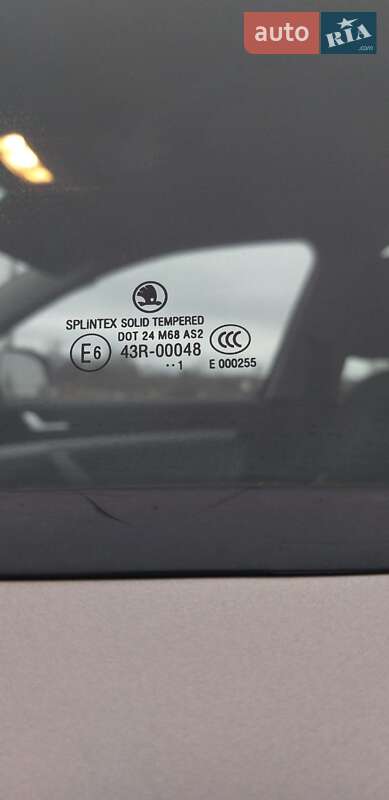 auto RIA .com
SPLINTEX SOLID TEMPERED
DOT 24 M68 AS2
E6 43R-00048 CCC
··1 E 000255